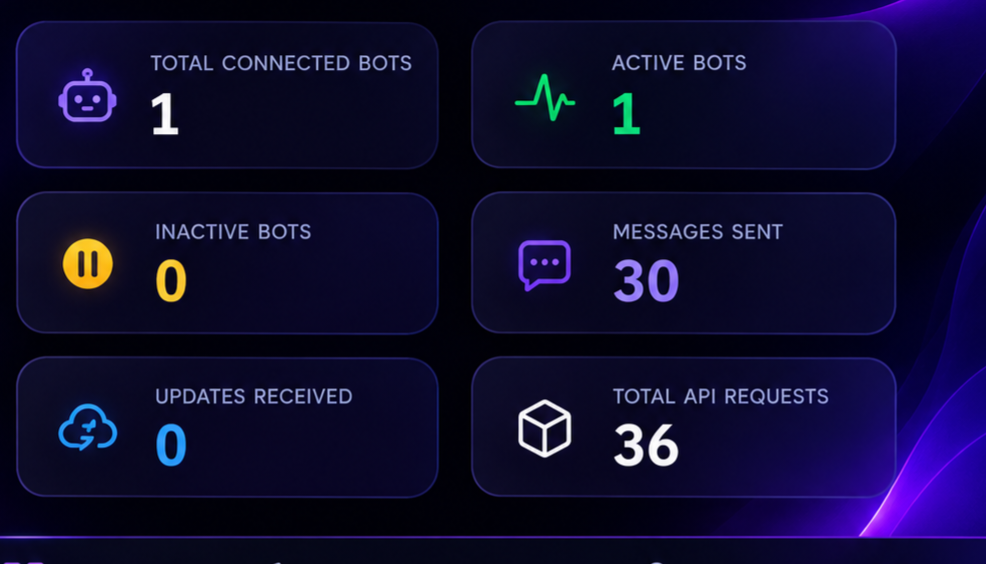 TOTAL CONNECTED BOTS
1
ACTIVE BOTS
1
INACTIVE BOTS
0
MESSAGES SENT
30
UPDATES RECEIVED
0
TOTAL API REQUESTS
36